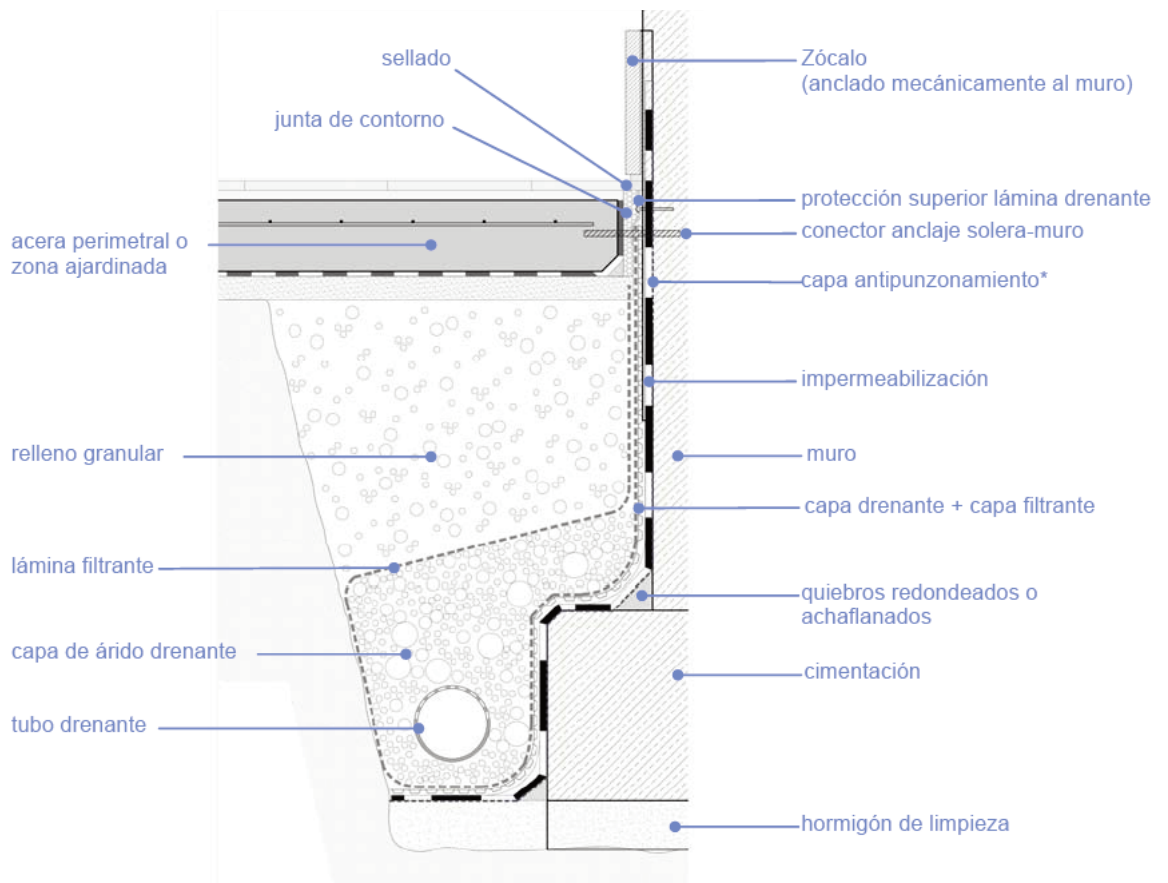 sellado
junta de contorno
acera perimetral o
zona ajardinada
relleno granular
lámina filtrante
capa de árido drenante
tubo drenante
Zócalo
(anclado mecánicamente al muro)
protección superior lámina drenante
conector anclaje solera-muro
capa antipunzonamiento*
impermeabilización
muro
capa drenante + capa filtrante
quiebros redondeados o
achaflanados
cimentación
hormigón de limpieza